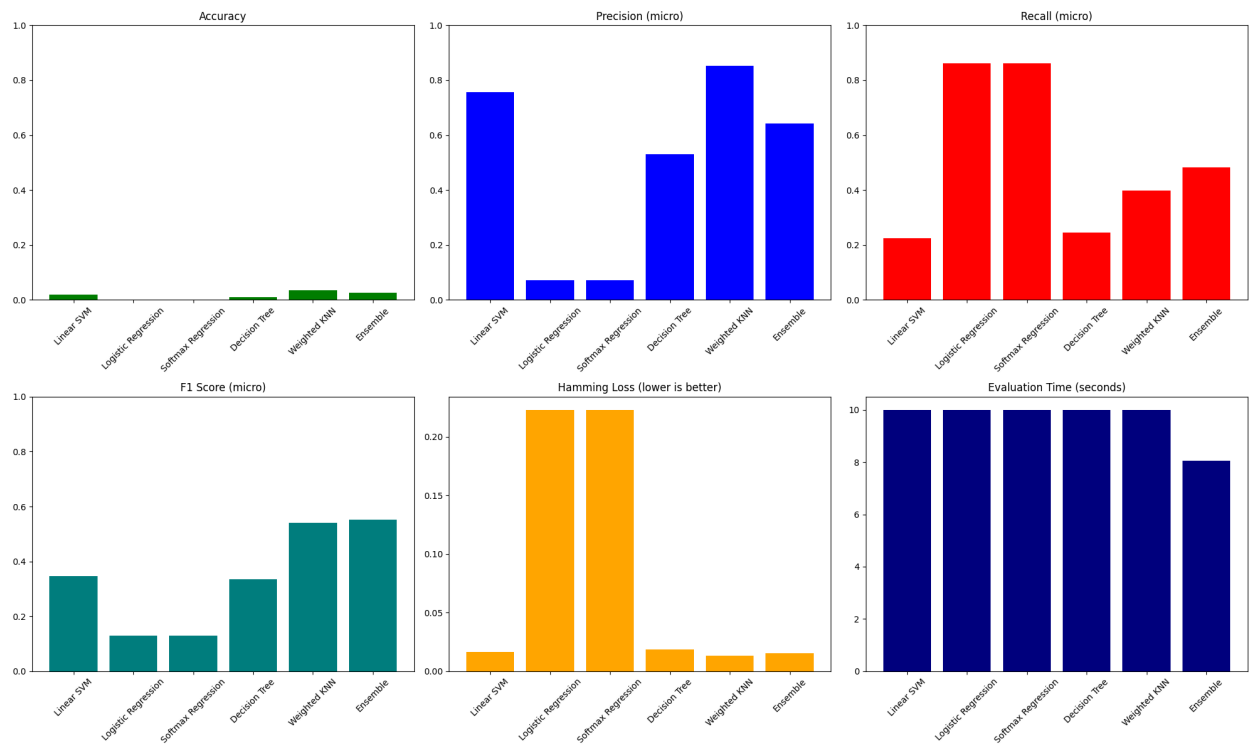 Accuracy
1.0
0.8
0.6
0.4
0.2
0.0
Linear SVM
Logistic Regression
Softmax Regression
Decision Tree
Weighted KNN
Ensemble
Precision (micro)
1.0
0.8
0.6
0.4
0.2
0.0
Linear SVM
Logistic Regression
Softmax Regression
Decision Tree
Weighted KNN
Ensemble
Recall (micro)
1.0
0.8
0.6
0.4
0.2
0.0
Linear SVM
Logistic Regression
Softmax Regression
Decision Tree
Weighted KNN
Ensemble
F1 Score (micro)
1.0
0.8
0.6
0.4
0.2
0.0
Linear SVM
Logistic Regression
Softmax Regression
Decision Tree
Weighted KNN
Ensemble
Hamming Loss (lower is better)
0.20
0.15
0.10
0.05
0.00
Linear SVM
Logistic Regression
Softmax Regression
Decision Tree
Weighted KNN
Ensemble
Evaluation Time (seconds)
10
8
6
4
2
0
Linear SVM
Logistic Regression
Softmax Regression
Decision Tree
Weighted KNN
Ensemble